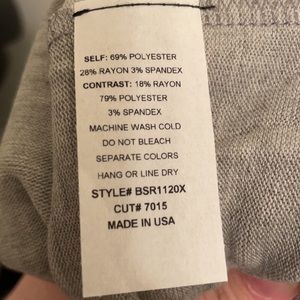 SELF: 69% POLYESTER
28% RAYON 3% SPANDEX
CONTRAST: 18% RAYON
79% POLYESTER
3% SPANDEX
MACHINE WASH COLD
DO NOT BLEACH
SEPARATE COLORS
HANG OR LINE DRY
STYLE# BSR1120X
CUT# 7015
MADE IN USA